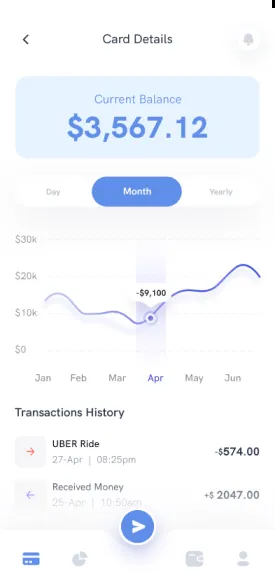 Card Details
Current Balance
$3,567.12
Day Month Yearly
$30k
$20k
-$9,100
$10k
$0
Jan Feb Mar Apr May Jun
Transactions History
UBER Ride
-$574.00
27-Apr | 08:25pm
Received Money
+$ 2047.00
25-Apr | 10:50am